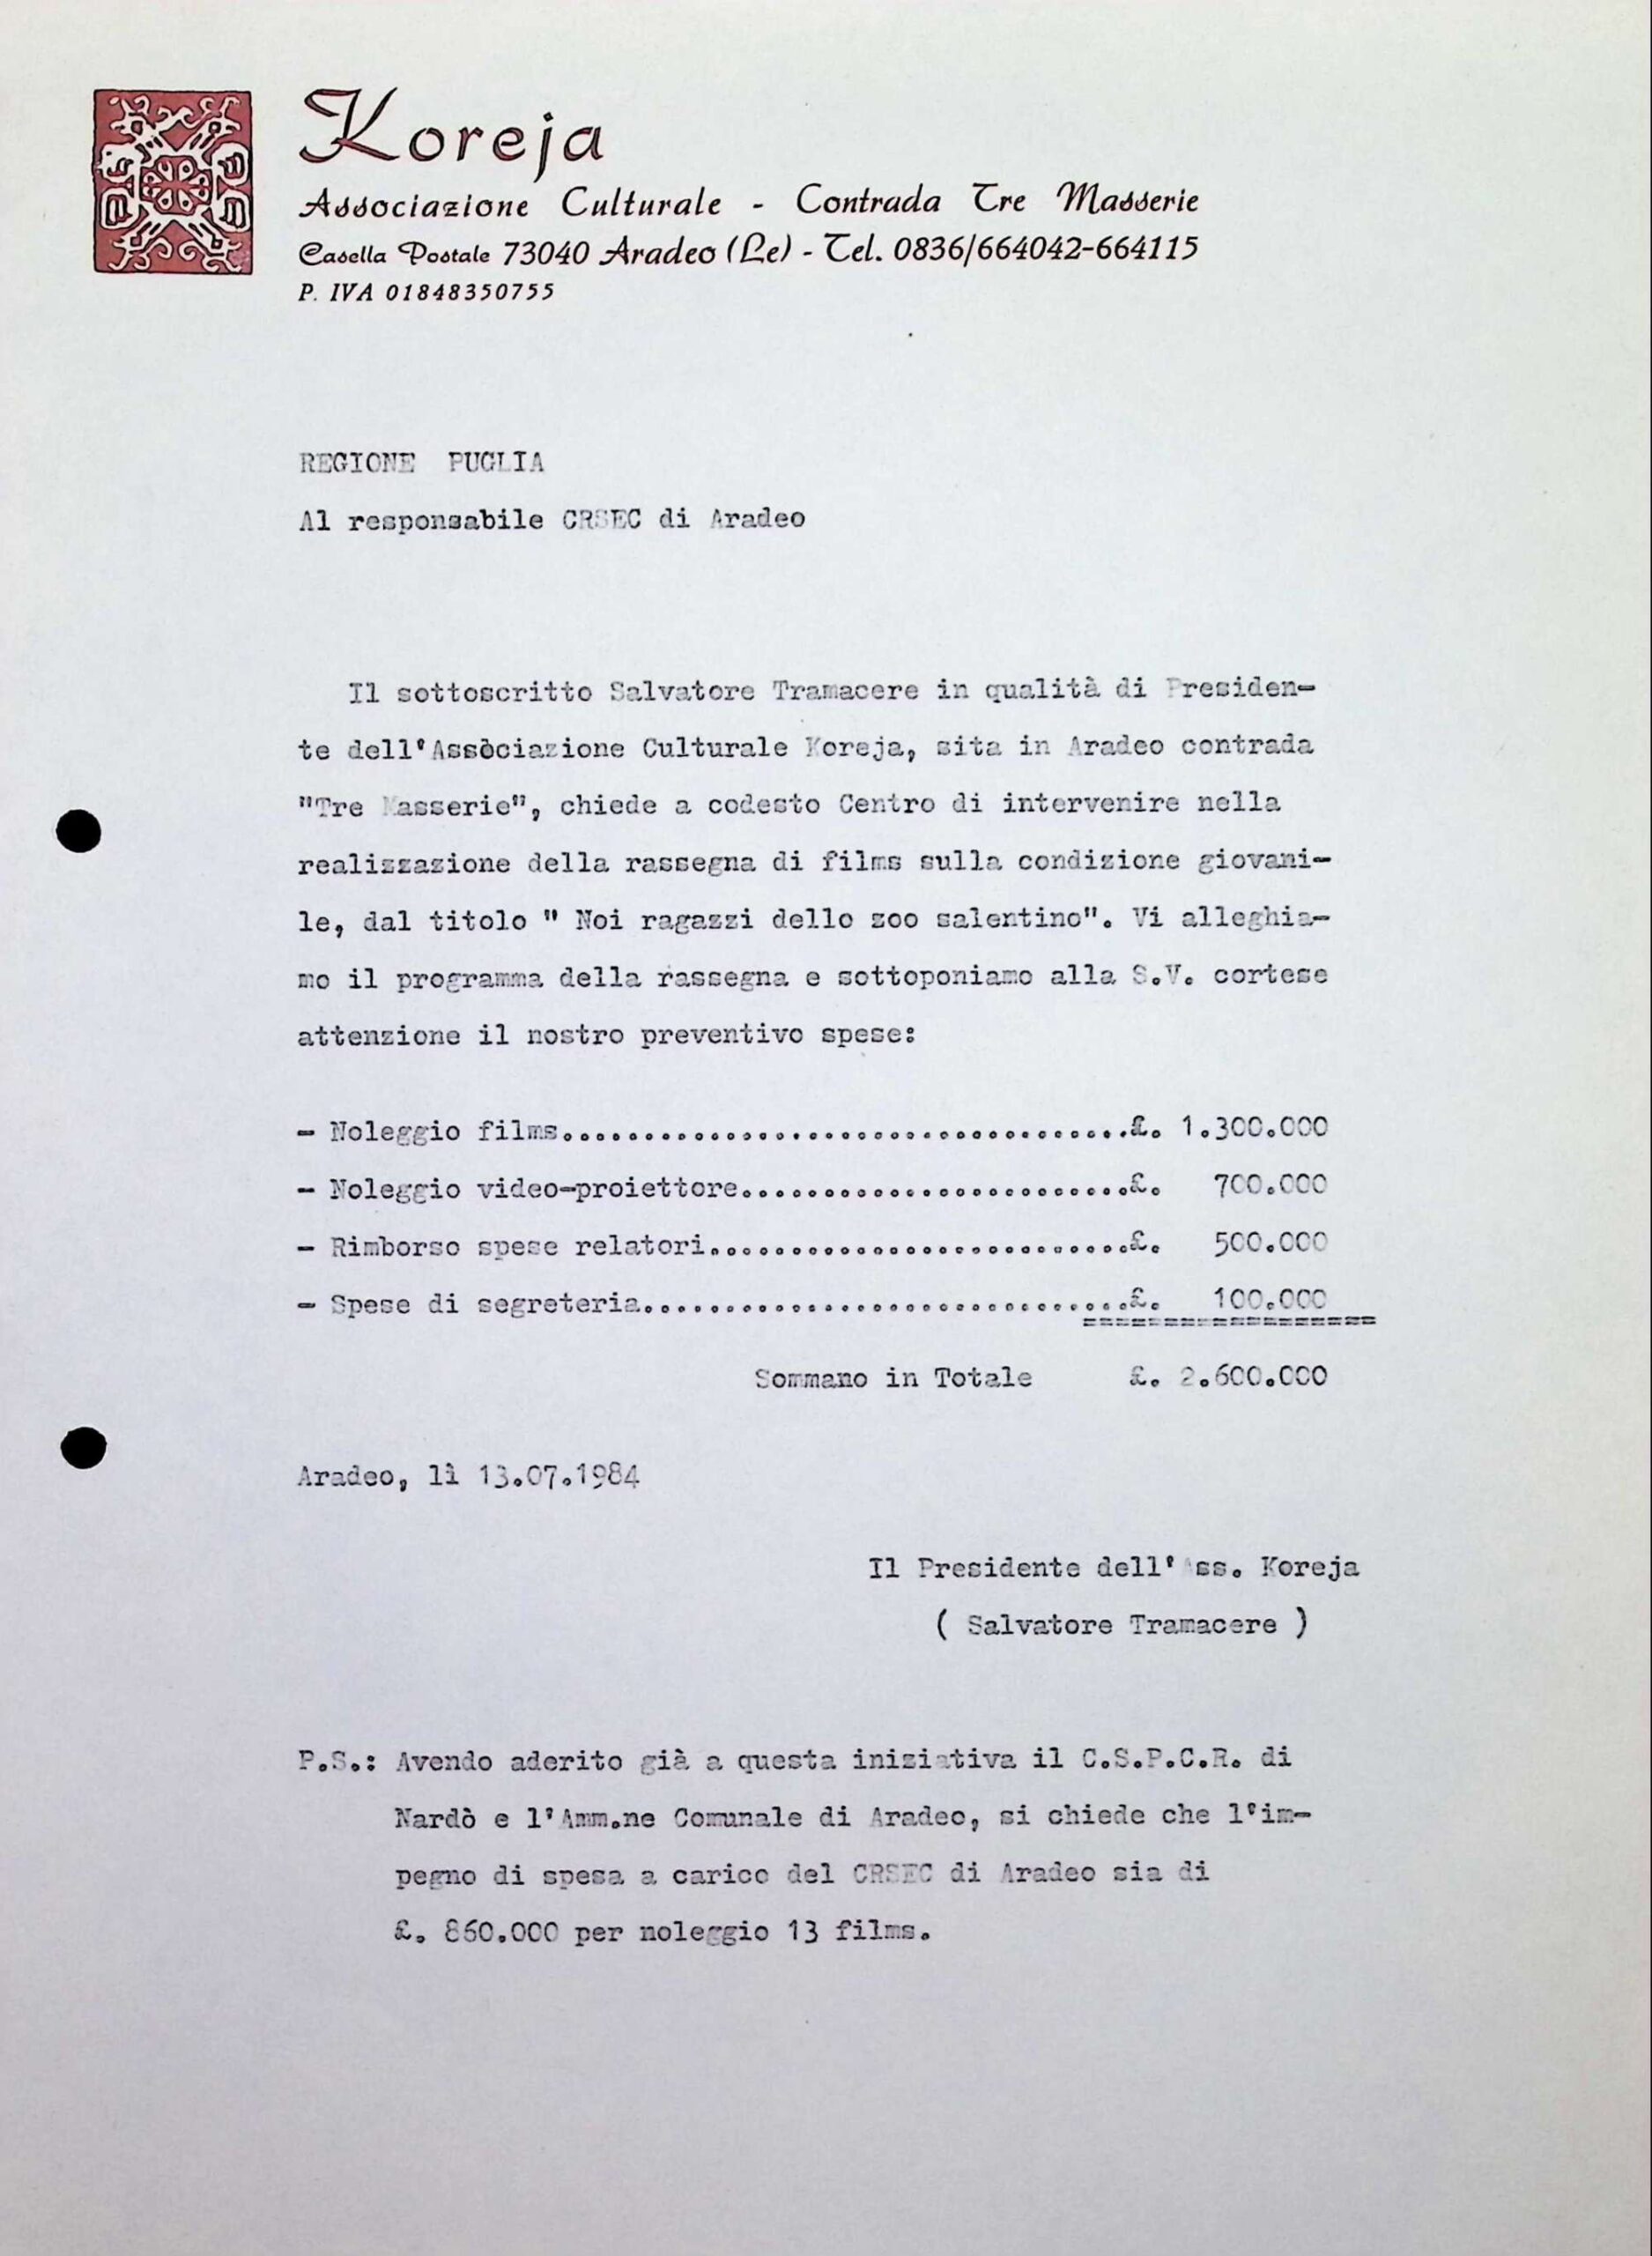 Koreja
Associazione Culturale - Contrada Tre Masserie
Casella Postale 73040 Aradeo (Le) - Tel. 0836/664042-664115
P. IVA 01848350755
REGIONE PUGLIA
Al responsabile CRSEC di Aradeo
Il sottoscritto Salvatore Tramacere in qualità di Presiden-
te dell'Assòciazione Culturale Koreja, sita in Aradeo contrada
"Tre Masserie", chiede a codesto Centro di intervenire nella
realizzazione della rassegna di films sulla condizione giovani-
le, dal titolo " Noi ragazzi dello zoo salentino". Vi alleghia-
mo il programma della rassegna e sottoponiamo alla S.V. cortese
attenzione il nostro preventivo spese:
- Noleggio films...................................£. 1.300.000
- Noleggio video-proiettore........................£. 700.000
- Rimborso spese relatori..........................£. 500.000
- Spese di segreteria..............................£. 100.000
==================
Sommano in Totale £. 2.600.000
Aradeo, lì 13.07.1984
Il Presidente dell'Ass. Koreja
( Salvatore Tramacere )
P.S.: Avendo aderito già a questa iniziativa il C.S.P.C.R. di
Nardò e l'Amm.ne Comunale di Aradeo, si chiede che l'im-
pegno di spesa a carico del CRSEC di Aradeo sia di
£. 860.000 per noleggio 13 films.